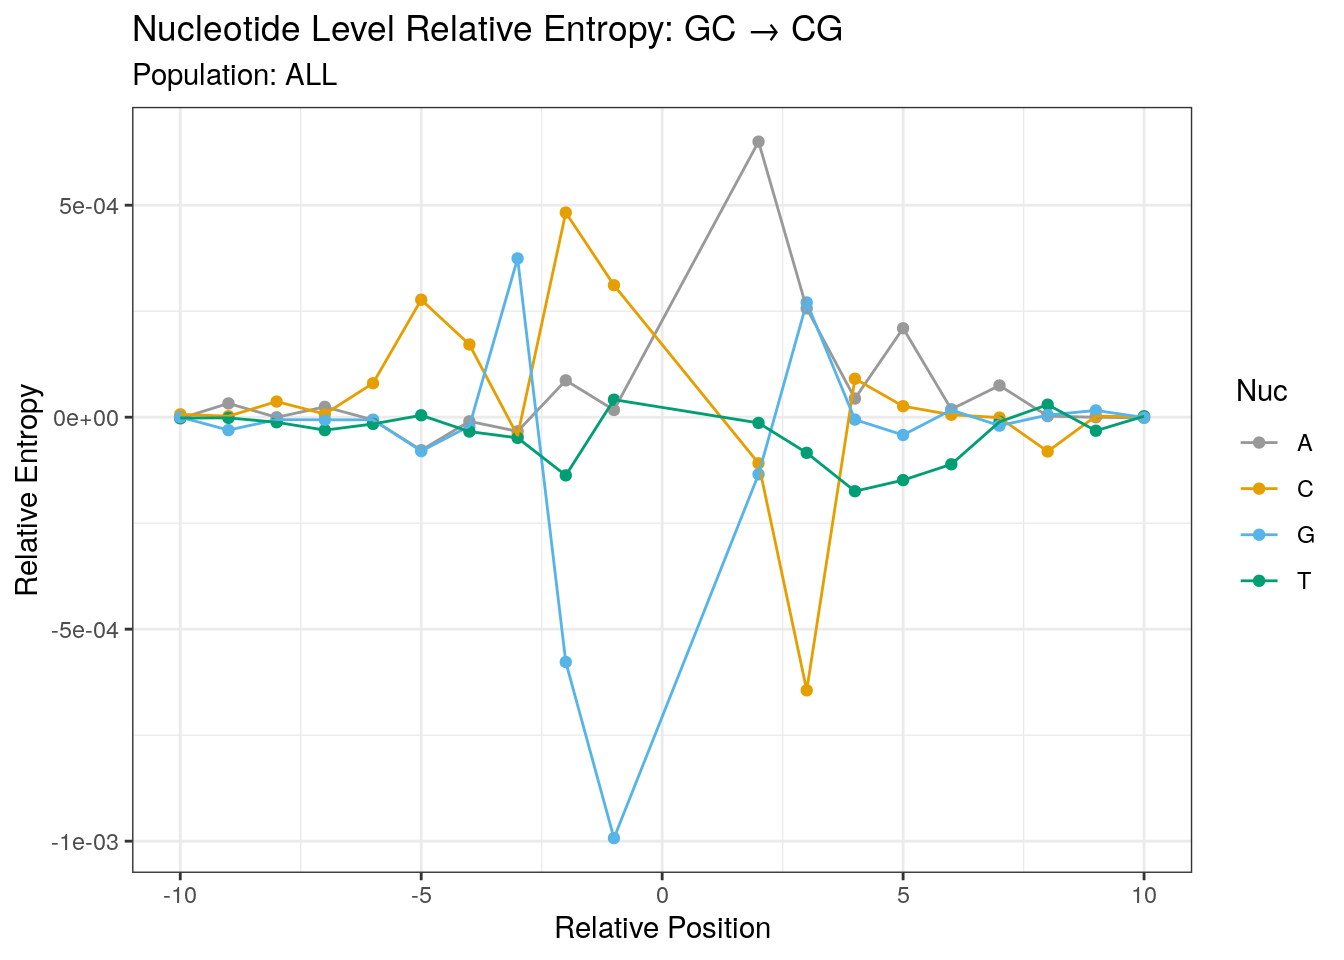 Nucleotide Level Relative Entropy: GC → CG
Population: ALL
Relative Entropy
5e-04
0e+00
-5e-04
-1e-03
-10
-5
0
5
10
Relative Position
Nuc
A
C
G
T